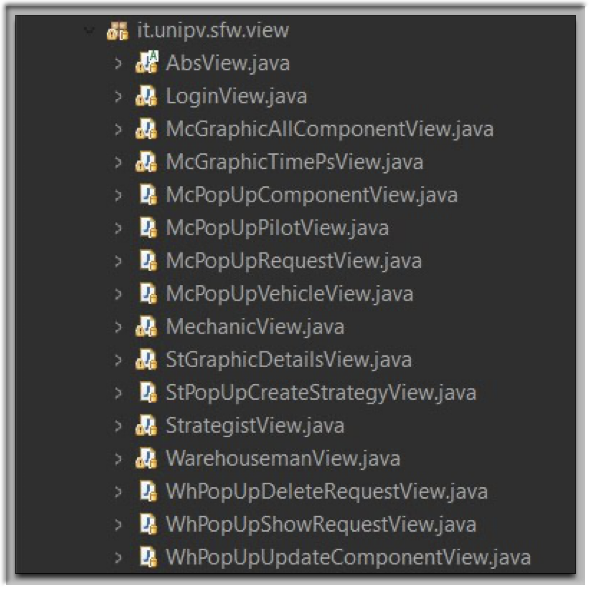 it.unipv.sfw.view
AbsView.java
LoginView.java
McGraphicAllComponentView.java
McGraphicTimePsView.java
McPopUpComponentView.java
McPopUpPilotView.java
McPopUpRequestView.java
McPopUpVehicleView.java
MechanicView.java
StGraphicDetailsView.java
StPopUpCreateStrategyView.java
StrategistView.java
WarehousemanView.java
WhPopUpDeleteRequestView.java
WhPopUpShowRequestView.java
WhPopUpUpdateComponentView.java